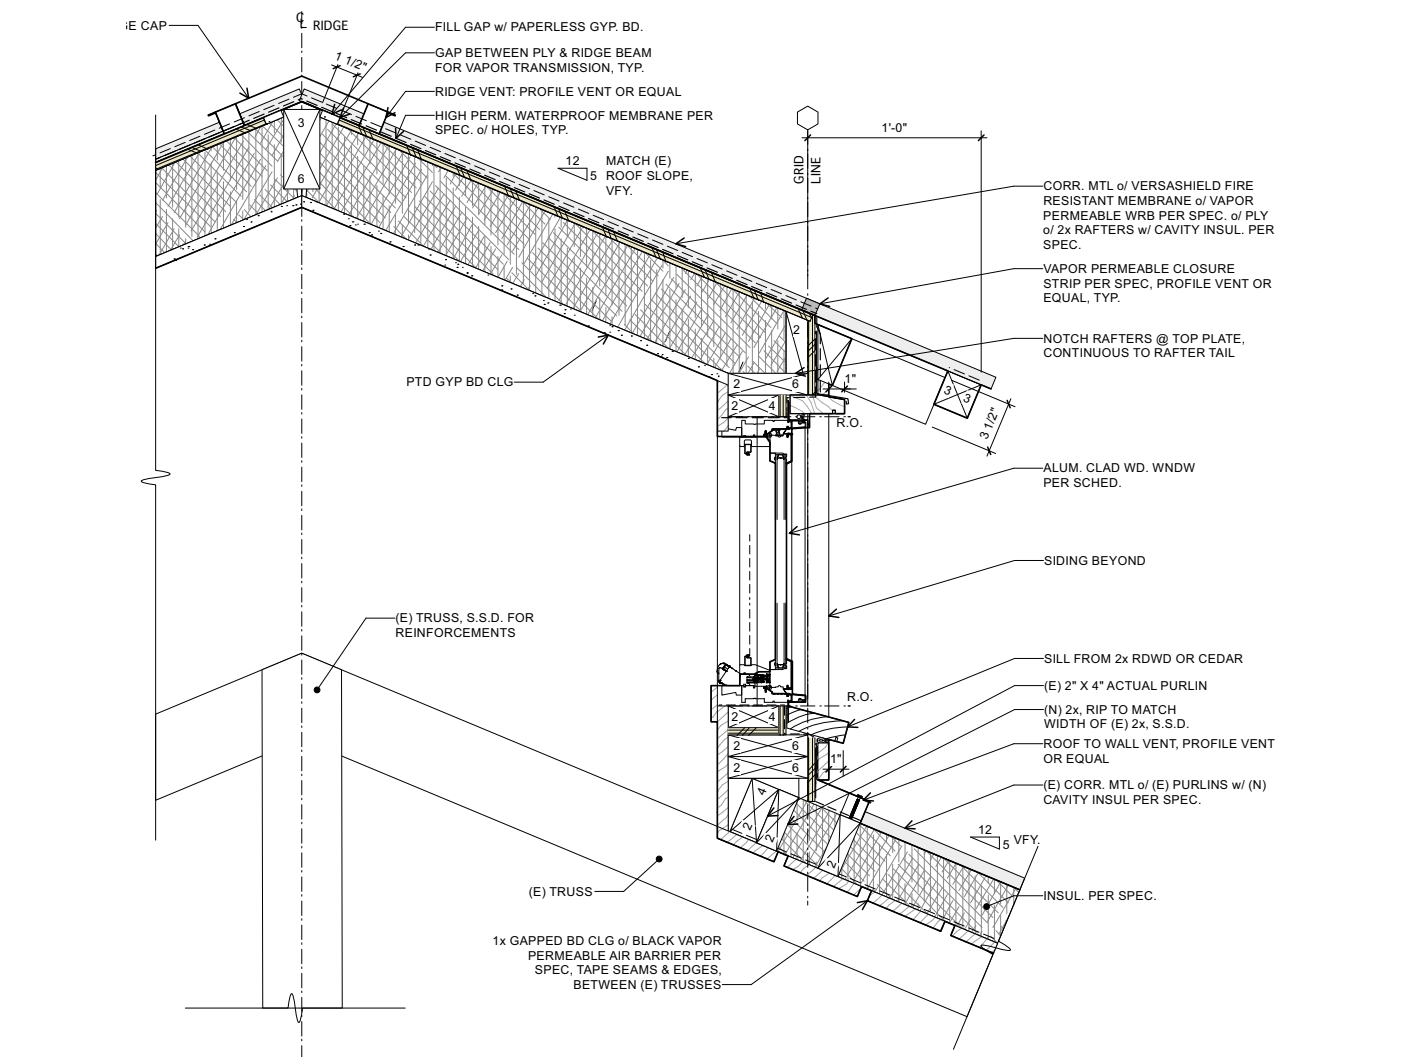 E CAP
℄ RIDGE
FILL GAP w/ PAPERLESS GYP. BD.
1 1/2"
GAP BETWEEN PLY & RIDGE BEAM
FOR VAPOR TRANSMISSION, TYP.
RIDGE VENT: PROFILE VENT OR EQUAL
HIGH PERM. WATERPROOF MEMBRANE PER
SPEC. o/ HOLES, TYP.
3
6
12
5
MATCH (E)
ROOF SLOPE,
VFY.
GRID
LINE
1'-0"
CORR. MTL o/ VERSASHIELD FIRE
RESISTANT MEMBRANE o/ VAPOR
PERMEABLE WRB PER SPEC. o/ PLY
o/ 2x RAFTERS w/ CAVITY INSUL. PER
SPEC.
VAPOR PERMEABLE CLOSURE
STRIP PER SPEC, PROFILE VENT OR
EQUAL, TYP.
2
NOTCH RAFTERS @ TOP PLATE,
CONTINUOUS TO RAFTER TAIL
PTD GYP BD CLG
2 6
1"
2 4
3 3
3 1/2"
R.O.
ALUM. CLAD WD. WNDW
PER SCHED.
SIDING BEYOND
(E) TRUSS, S.S.D. FOR
REINFORCEMENTS
SILL FROM 2x RDWD OR CEDAR
(E) 2" X 4" ACTUAL PURLIN
R.O.
(N) 2x, RIP TO MATCH
WIDTH OF (E) 2x, S.S.D.
2 4
ROOF TO WALL VENT, PROFILE VENT
OR EQUAL
2 6
2 6
1"
(E) CORR. MTL o/ (E) PURLINS w/ (N)
CAVITY INSUL PER SPEC.
4
2
2
2
12
5
VFY.
(E) TRUSS
INSUL. PER SPEC.
1x GAPPED BD CLG o/ BLACK VAPOR
PERMEABLE AIR BARRIER PER
SPEC, TAPE SEAMS & EDGES,
BETWEEN (E) TRUSSES